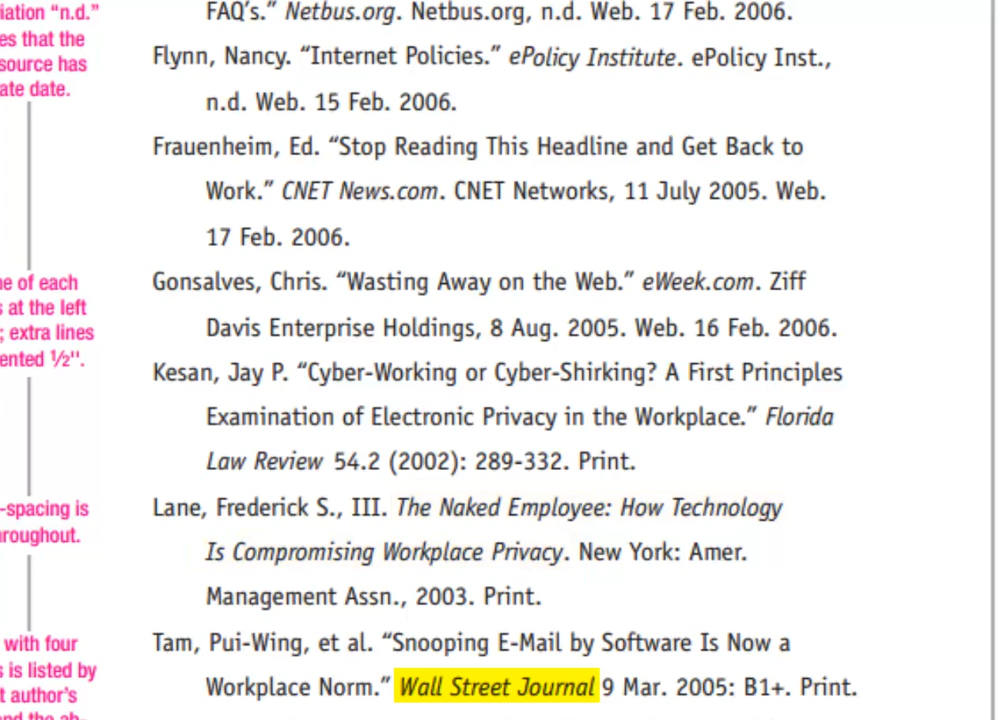 iation “n.d.”
es that the
source has
ate date.
FAQ’s.” Netbus.org. Netbus.org, n.d. Web. 17 Feb. 2006.
Flynn, Nancy. “Internet Policies.” ePolicy Institute. ePolicy Inst.,
n.d. Web. 15 Feb. 2006.
Frauenheim, Ed. “Stop Reading This Headline and Get Back to
Work.” CNET News.com. CNET Networks, 11 July 2005. Web.
17 Feb. 2006.
ne of each
s at the left
; extra lines
ented ½".
Gonsalves, Chris. “Wasting Away on the Web.” eWeek.com. Ziff
Davis Enterprise Holdings, 8 Aug. 2005. Web. 16 Feb. 2006.
Kesan, Jay P. “Cyber-Working or Cyber-Shirking? A First Principles
Examination of Electronic Privacy in the Workplace.” Florida
Law Review 54.2 (2002): 289-332. Print.
-spacing is
roughout.
Lane, Frederick S., III. The Naked Employee: How Technology
Is Compromising Workplace Privacy. New York: Amer.
Management Assn., 2003. Print.
with four
s is listed by
t author’s
and the ab-
Tam, Pui-Wing, et al. “Snooping E-Mail by Software Is Now a
Workplace Norm.” Wall Street Journal 9 Mar. 2005: B1+. Print.